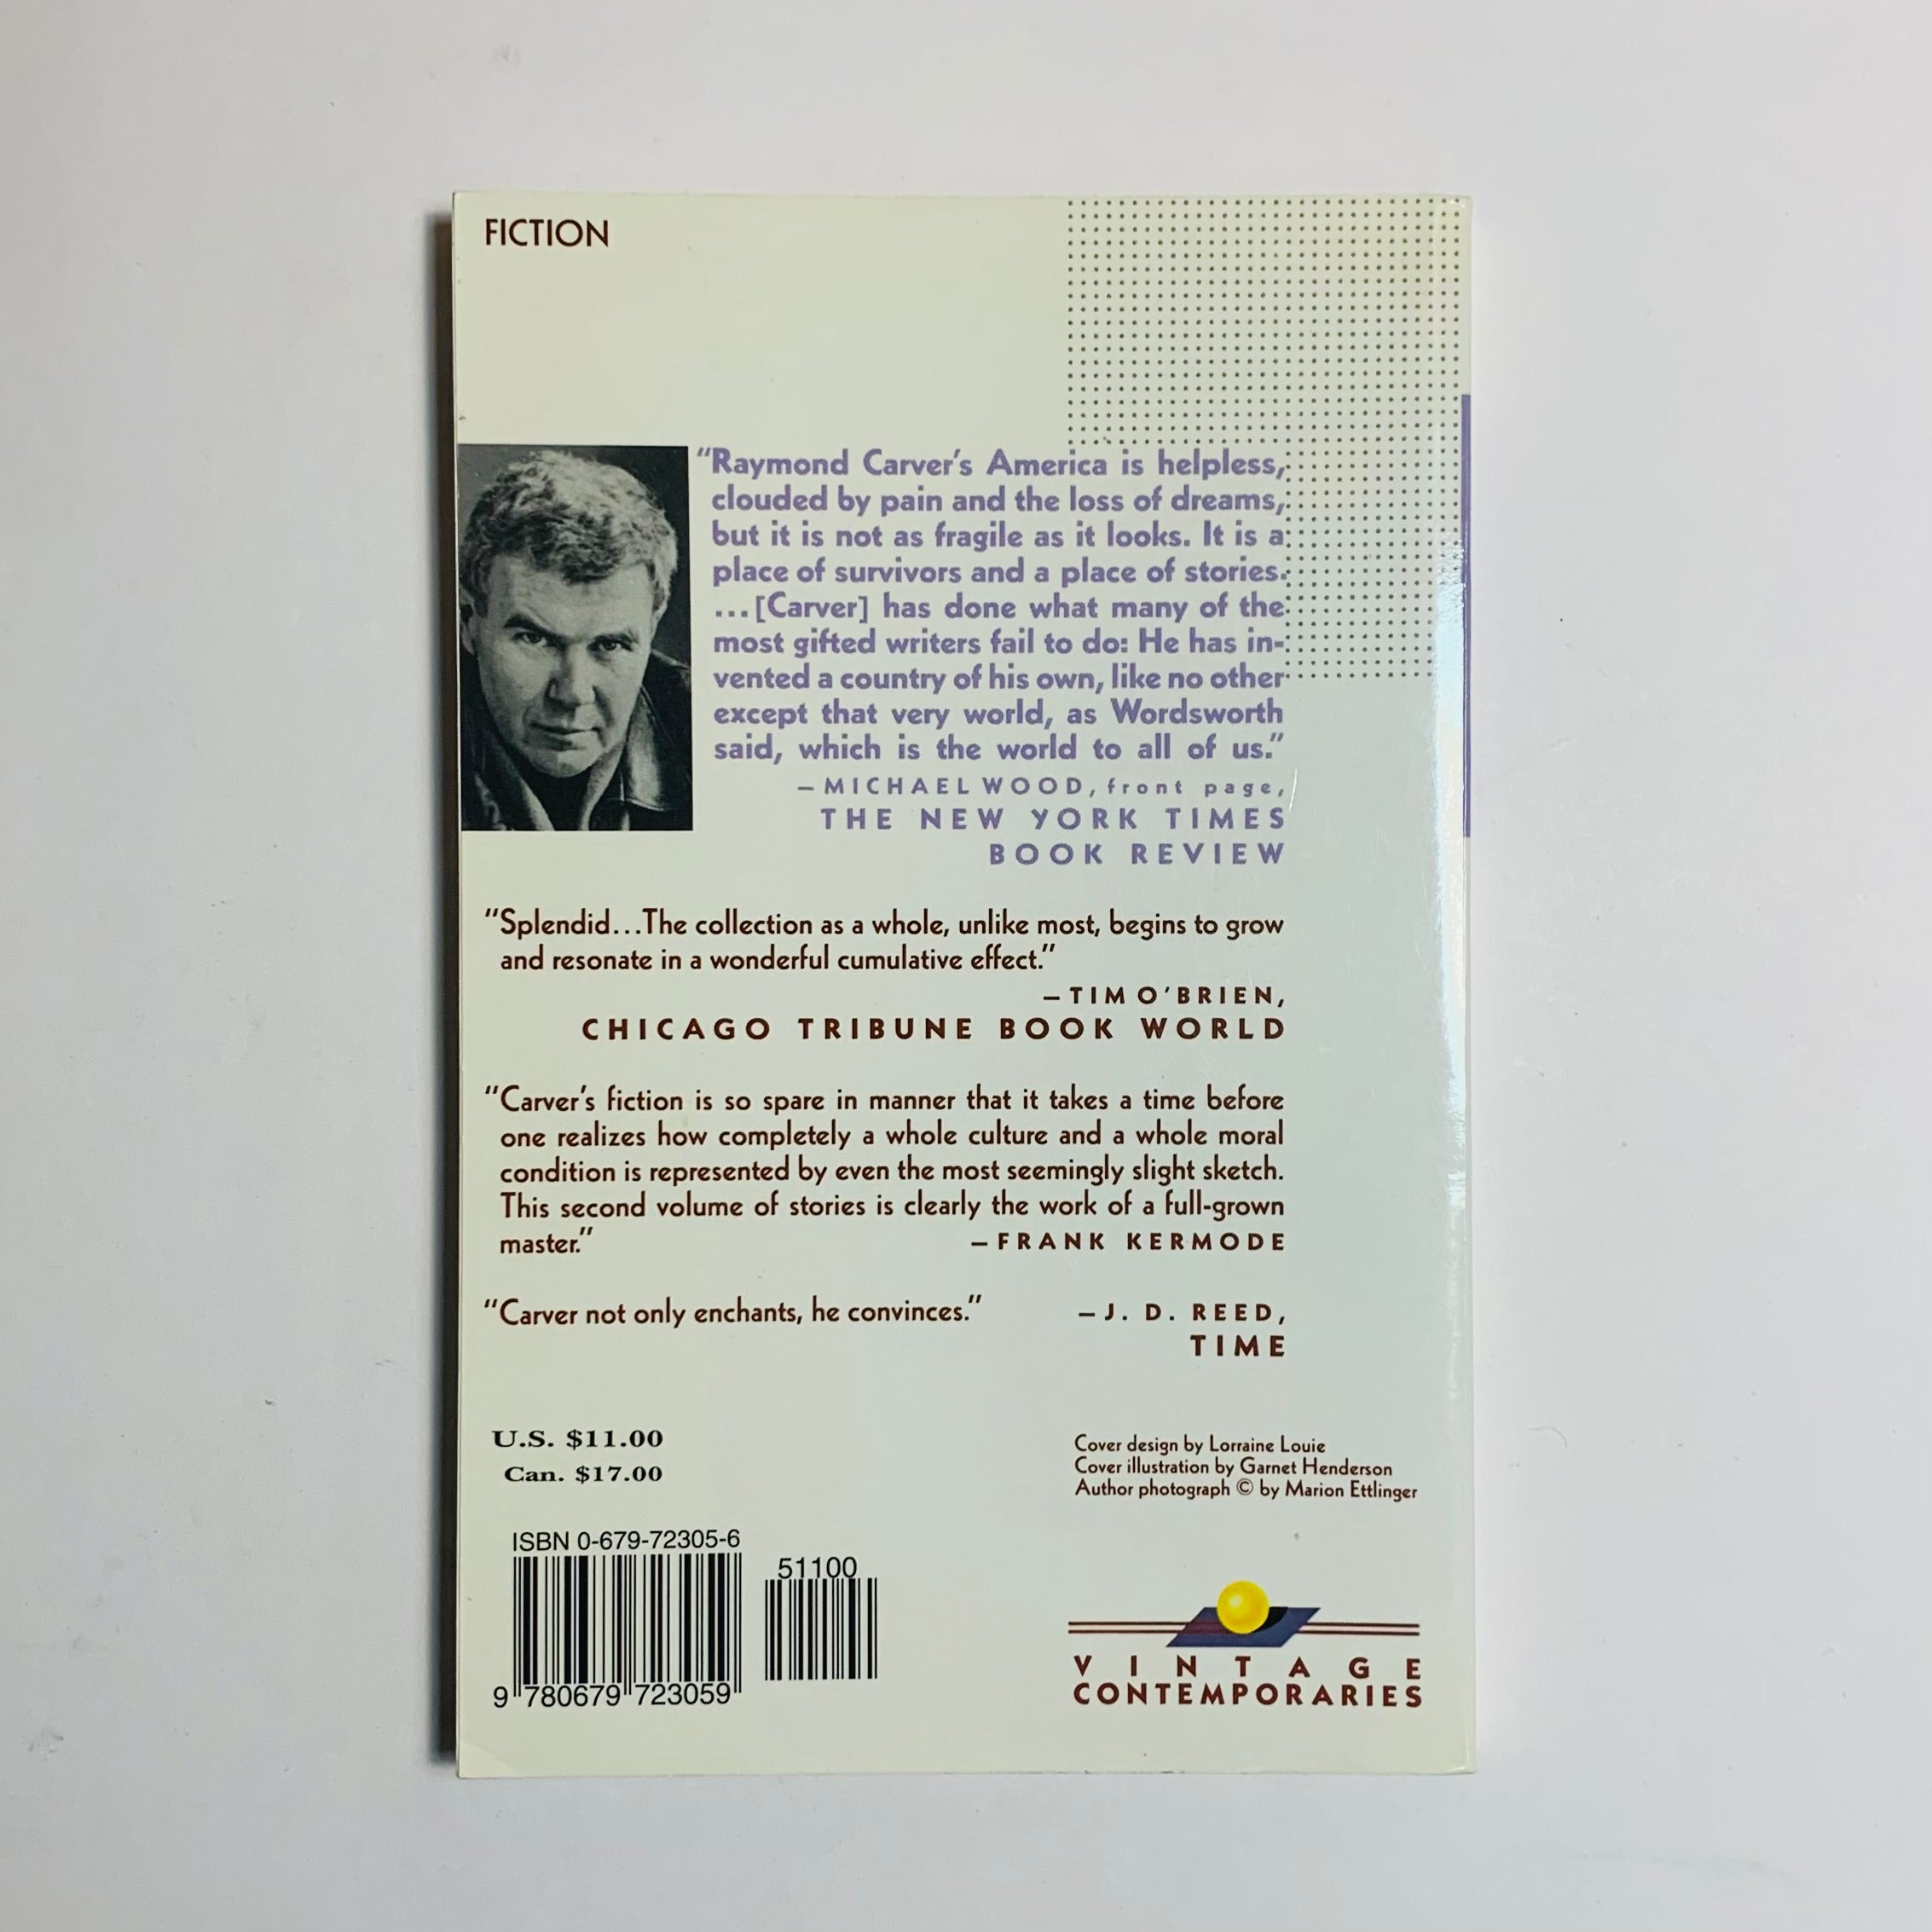 FICTION
“Raymond Carver’s America is helpless,
clouded by pain and the loss of dreams,
but it is not as fragile as it looks. It is a
place of survivors and a place of stories.
...[Carver] has done what many of the
most gifted writers fail to do: He has in-
vented a country of his own, like no other
except that very world, as Wordsworth
said, which is the world to all of us.”
– MICHAEL WOOD, front page,
THE NEW YORK TIMES
BOOK REVIEW
“Splendid...The collection as a whole, unlike most, begins to grow
and resonate in a wonderful cumulative effect.”
– TIM O’BRIEN,
CHICAGO TRIBUNE BOOK WORLD
“Carver’s fiction is so spare in manner that it takes a time before
one realizes how completely a whole culture and a whole moral
condition is represented by even the most seemingly slight sketch.
This second volume of stories is clearly the work of a full-grown
master.” – FRANK KERMODE
“Carver not only enchants, he convinces.” – J. D. REED,
TIME
U.S. $11.00
Can. $17.00
Cover design by Lorraine Louie
Cover illustration by Garnet Henderson
Author photograph © by Marion Ettlinger
ISBN 0-679-72305-6
51100
9 780679 723059
VINTAGE
CONTEMPORARIES